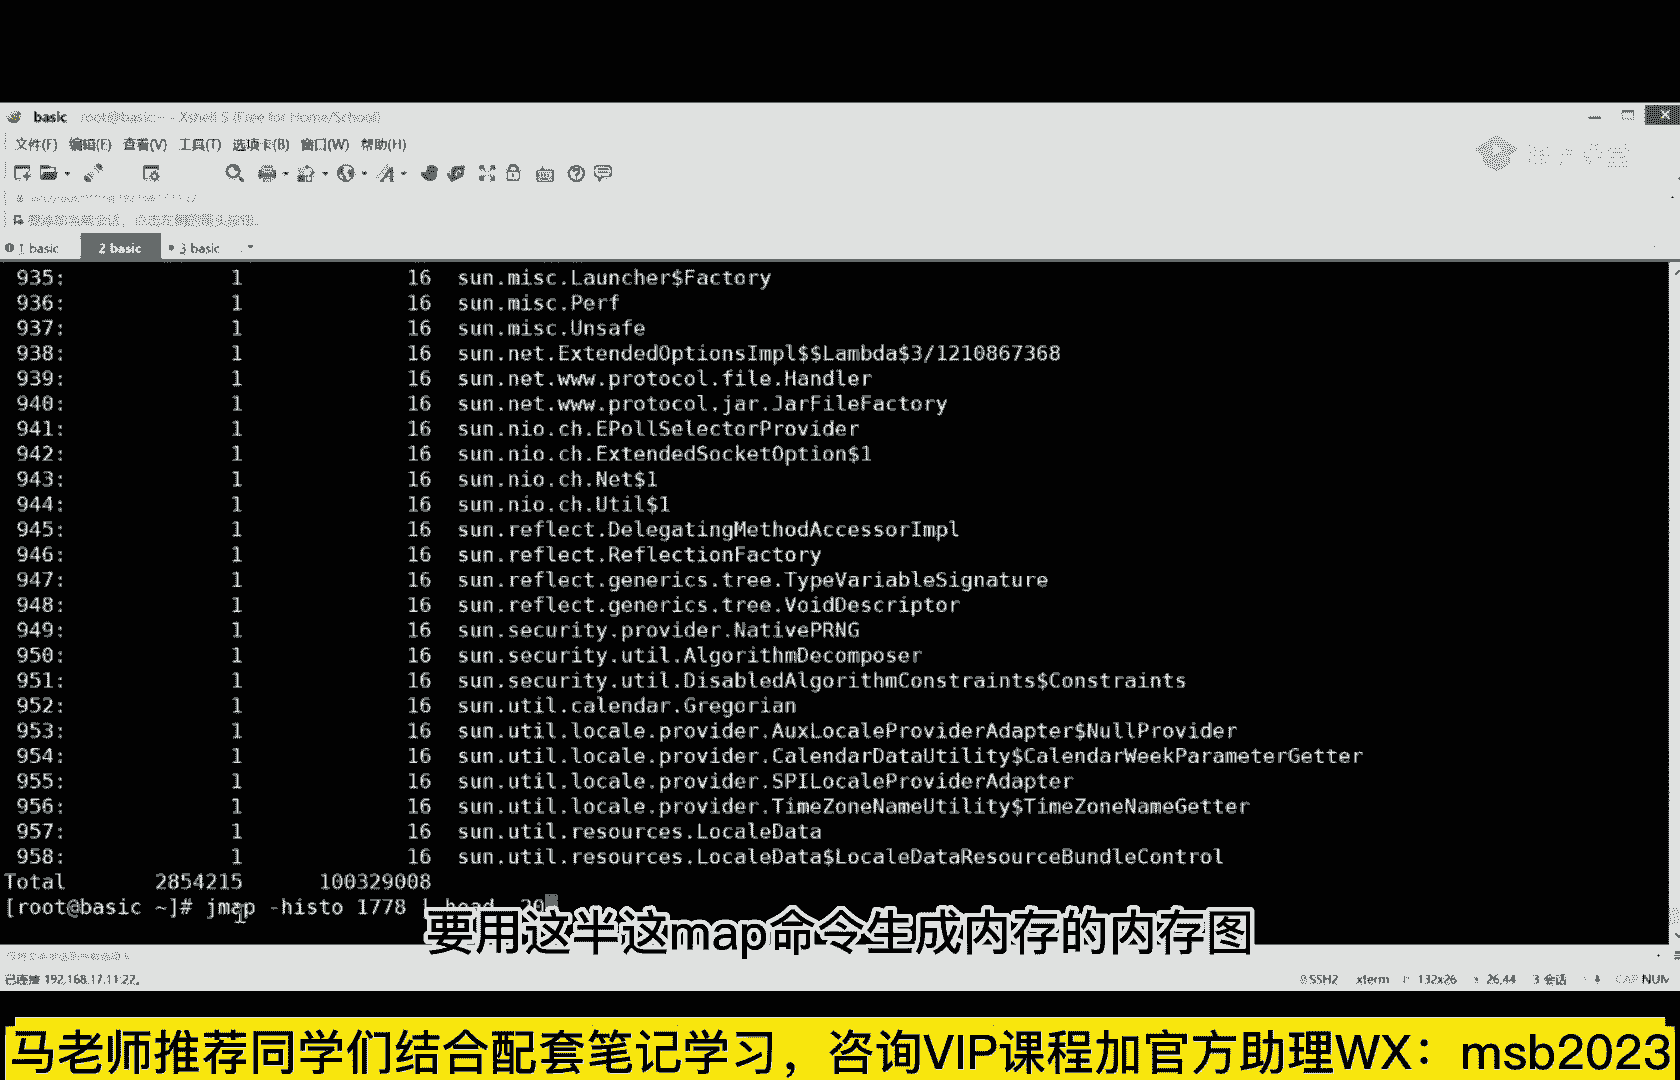 basic root@basic:~ - Xshell 5 (Free for Home/School)
文件(F) 编辑(E) 查看(V) 工具(T) 选项卡(B) 窗口(W) 帮助(H)
1 basic 2 basic 3 basic
935: 1 16 sun.misc.Launcher$Factory
936: 1 16 sun.misc.Perf
937: 1 16 sun.misc.Unsafe
938: 1 16 sun.net.ExtendedOptionsImpl$$Lambda$3/1210867368
939: 1 16 sun.net.www.protocol.file.Handler
940: 1 16 sun.net.www.protocol.jar.JarFileFactory
941: 1 16 sun.nio.ch.EPollSelectorProvider
942: 1 16 sun.nio.ch.ExtendedSocketOption$1
943: 1 16 sun.nio.ch.Net$1
944: 1 16 sun.nio.ch.Util$1
945: 1 16 sun.reflect.DelegatingMethodAccessorImpl
946: 1 16 sun.reflect.ReflectionFactory
947: 1 16 sun.reflect.generics.tree.TypeVariableSignature
948: 1 16 sun.reflect.generics.tree.VoidDescriptor
949: 1 16 sun.security.provider.NativePRNG
950: 1 16 sun.security.util.AlgorithmDecomposer
951: 1 16 sun.security.util.DisabledAlgorithmConstraints$Constraints
952: 1 16 sun.util.calendar.Gregorian
953: 1 16 sun.util.locale.provider.AuxLocaleProviderAdapter$NullProvider
954: 1 16 sun.util.locale.provider.CalendarDataUtility$CalendarWeekParameterGetter
955: 1 16 sun.util.locale.provider.SPILocaleProviderAdapter
956: 1 16 sun.util.locale.provider.TimeZoneNameUtility$TimeZoneNameGetter
957: 1 16 sun.util.resources.LocaleData
958: 1 16 sun.util.resources.LocaleData$LocaleDataResourceBundleControl
Total 2854215 100329008
[root@basic ~]# jmap -histo 1778 | head -20
要用这半这map命令生成内存的内存图
已连接 192.168.17.11:22。 SSH2 xterm 132x26 26,44 3 会话 CAP NUM
马老师推荐同学们结合配套笔记学习，咨询VIP课程加官方助理WX：msb2023